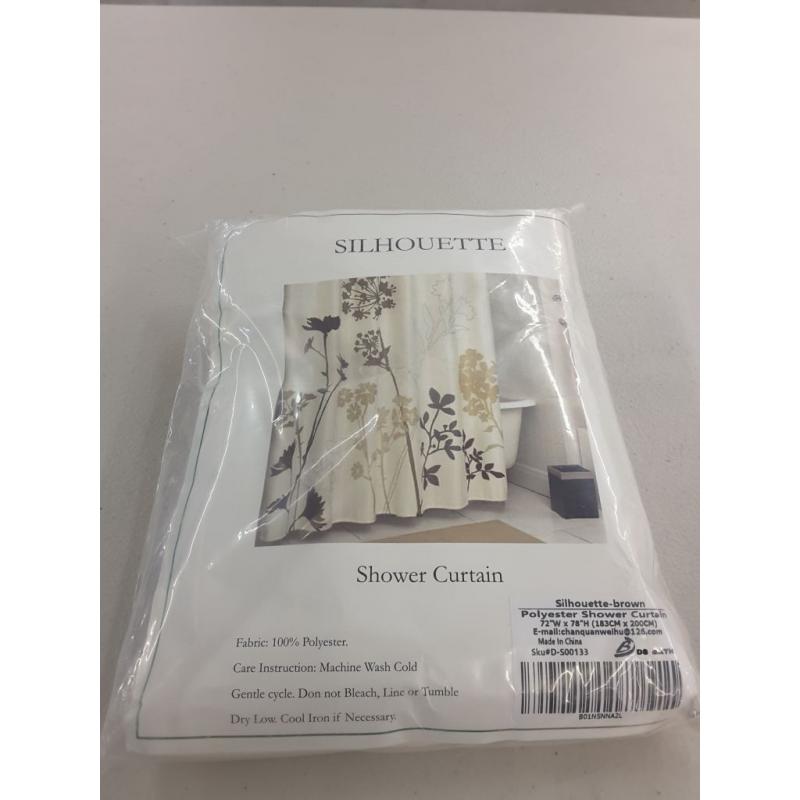 SILHOUETTE
Shower Curtain
Fabric: 100% Polyester.
Care Instruction: Machine Wash Cold
Gentle cycle. Don not Bleach, Line or Tumble
Dry Low. Cool Iron if Necessary.
Silhouette-brown
Polyester Shower Curtain
72"W x 78"H (183CM x 200CM)
E-mail:chanquanweihu@126.com
Made in China
Sku#D-S00133
DS BATH
B01NSNNA2L